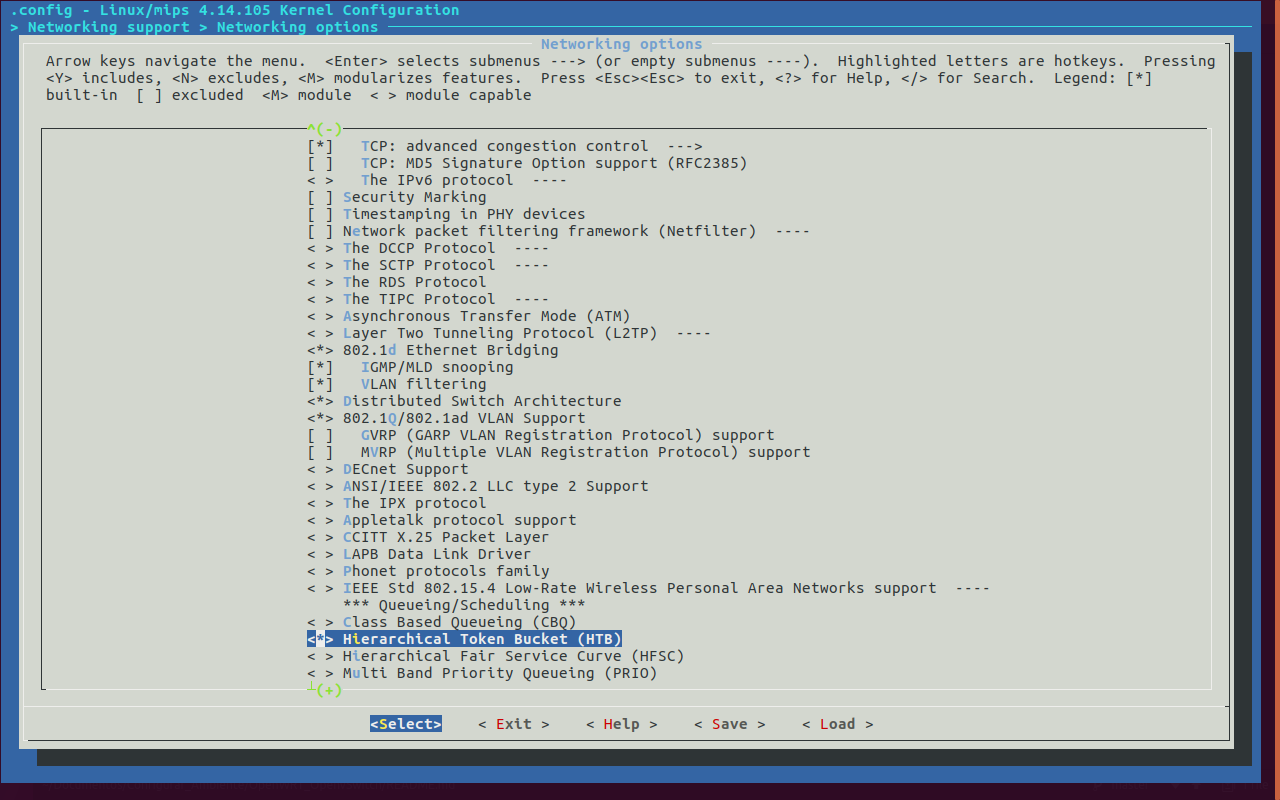 .config - Linux/mips 4.14.105 Kernel Configuration
> Networking support > Networking options
Networking options
Arrow keys navigate the menu.  <Enter> selects submenus ---> (or empty submenus ----).  Highlighted letters are hotkeys.  Pressing
<Y> includes, <N> excludes, <M> modularizes features.  Press <Esc><Esc> to exit, <?> for Help, </> for Search.  Legend: [*]
built-in  [ ] excluded  <M> module  < > module capable
^(-)
[*]   TCP: advanced congestion control  --->
[ ]   TCP: MD5 Signature Option support (RFC2385)
< >   The IPv6 protocol  ----
[ ] Security Marking
[ ] Timestamping in PHY devices
[ ] Network packet filtering framework (Netfilter)  ----
< > The DCCP Protocol  ----
< > The SCTP Protocol  ----
< > The RDS Protocol
< > The TIPC Protocol  ----
< > Asynchronous Transfer Mode (ATM)
< > Layer Two Tunneling Protocol (L2TP)  ----
<*> 802.1d Ethernet Bridging
[*]   IGMP/MLD snooping
[*]   VLAN filtering
<*> Distributed Switch Architecture
<*> 802.1Q/802.1ad VLAN Support
[ ]   GVRP (GARP VLAN Registration Protocol) support
[ ]   MVRP (Multiple VLAN Registration Protocol) support
< > DECnet Support
< > ANSI/IEEE 802.2 LLC type 2 Support
< > The IPX protocol
< > Appletalk protocol support
< > CCITT X.25 Packet Layer
< > LAPB Data Link Driver
< > Phonet protocols family
< > IEEE Std 802.15.4 Low-Rate Wireless Personal Area Networks support  ----
*** Queueing/Scheduling ***
< > Class Based Queueing (CBQ)
<*> Hierarchical Token Bucket (HTB)
< > Hierarchical Fair Service Curve (HFSC)
< > Multi Band Priority Queueing (PRIO)
(+)
<Select>    < Exit >    < Help >    < Save >    < Load >